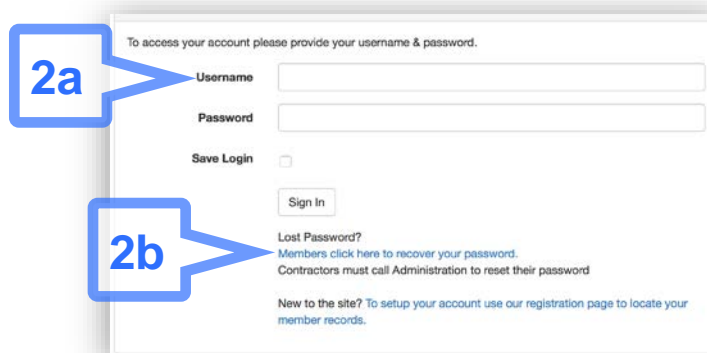 To access your account please provide your username & password.
2a
Username
Password
Save Login
Sign In
2b
Lost Password?
Members click here to recover your password.
Contractors must call Administration to reset their password
New to the site? To setup your account use our registration page to locate your
member records.